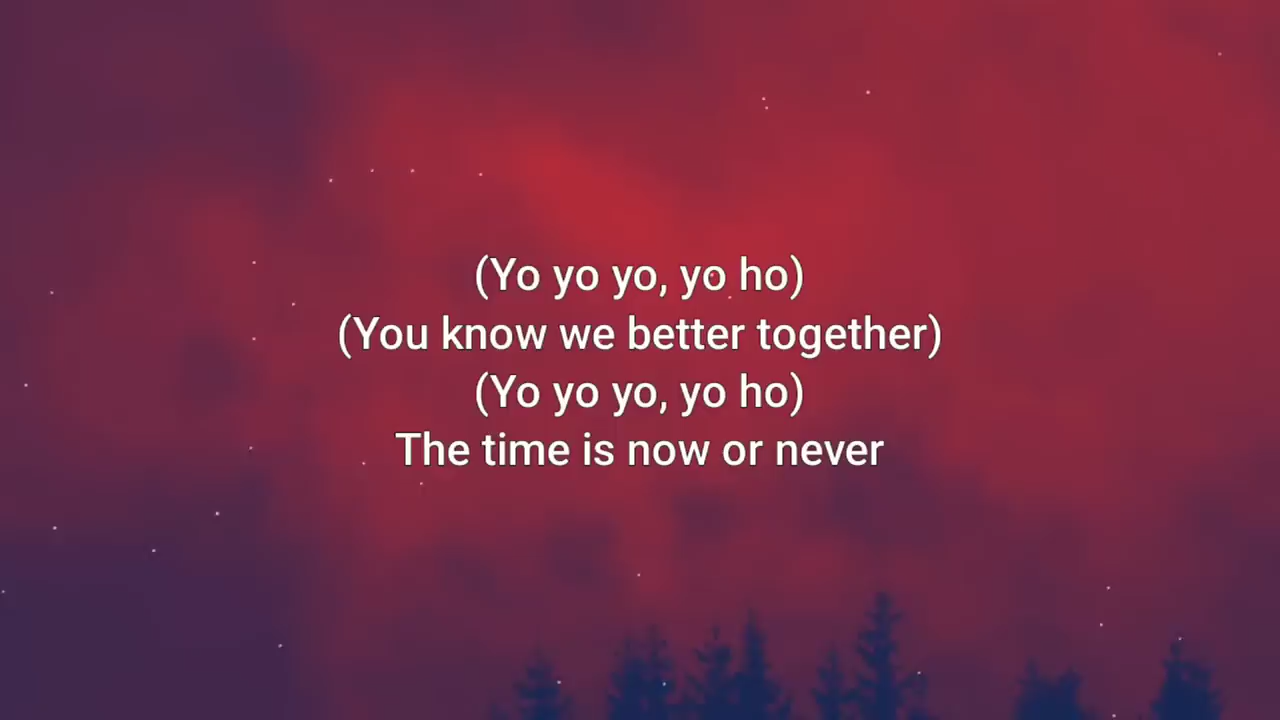 (Yo yo yo, yo ho)
(You know we better together)
(Yo yo yo, yo ho)
The time is now or never